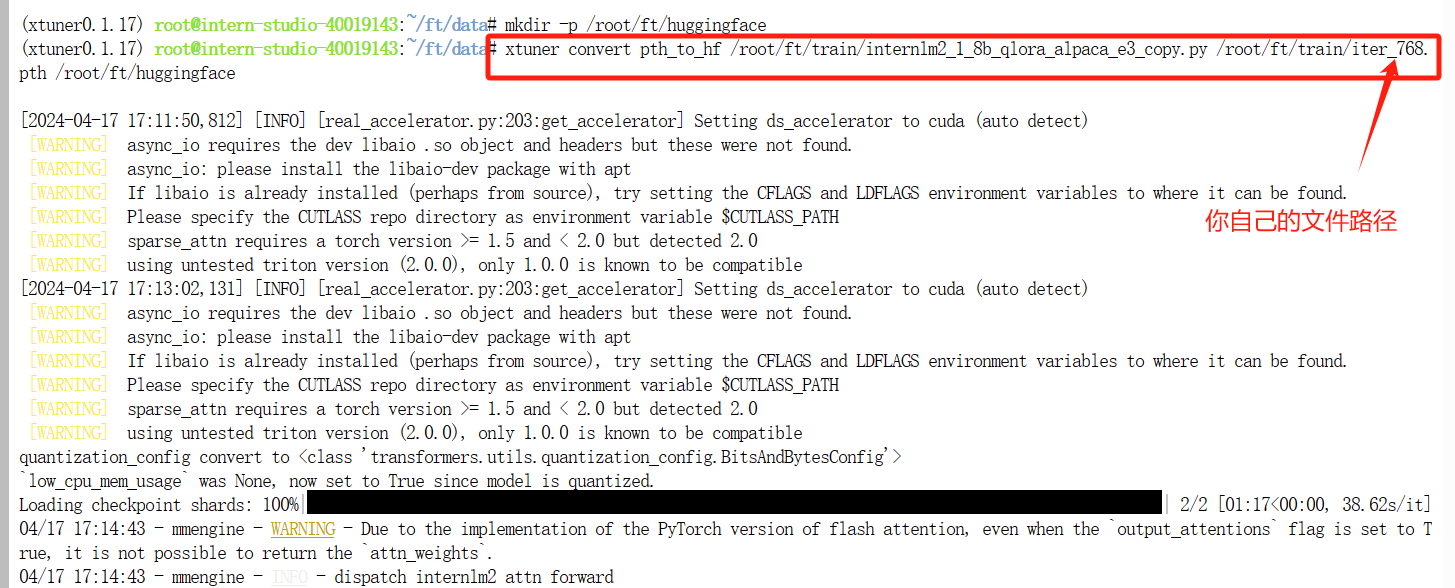 (xtuner0.1.17) root@intern-studio-40019143:~/ft/data# mkdir -p /root/ft/huggingface
(xtuner0.1.17) root@intern-studio-40019143:~/ft/data# xtuner convert pth_to_hf /root/ft/train/internlm2_1_8b_qlora_alpaca_e3_copy.py /root/ft/train/iter_768.
pth /root/ft/huggingface
[2024-04-17 17:11:50,812] [INFO] [real_accelerator.py:203:get_accelerator] Setting ds_accelerator to cuda (auto detect)
[WARNING] async_io requires the dev libaio .so object and headers but these were not found.
[WARNING] async_io: please install the libaio-dev package with apt
[WARNING] If libaio is already installed (perhaps from source), try setting the CFLAGS and LDFLAGS environment variables to where it can be found.
[WARNING] Please specify the CUTLASS repo directory as environment variable $CUTLASS_PATH
你自己的文件路径
[WARNING] sparse_attn requires a torch version >= 1.5 and < 2.0 but detected 2.0
[WARNING] using untested triton version (2.0.0), only 1.0.0 is known to be compatible
[2024-04-17 17:13:02,131] [INFO] [real_accelerator.py:203:get_accelerator] Setting ds_accelerator to cuda (auto detect)
[WARNING] async_io requires the dev libaio .so object and headers but these were not found.
[WARNING] async_io: please install the libaio-dev package with apt
[WARNING] If libaio is already installed (perhaps from source), try setting the CFLAGS and LDFLAGS environment variables to where it can be found.
[WARNING] Please specify the CUTLASS repo directory as environment variable $CUTLASS_PATH
[WARNING] sparse_attn requires a torch version >= 1.5 and < 2.0 but detected 2.0
[WARNING] using untested triton version (2.0.0), only 1.0.0 is known to be compatible
quantization_config convert to <class 'transformers.utils.quantization_config.BitsAndBytesConfig'>
`low_cpu_mem_usage` was None, now set to True since model is quantized.
Loading checkpoint shards: 100%| | 2/2 [01:17<00:00, 38.62s/it]
04/17 17:14:43 - mmengine - WARNING - Due to the implementation of the PyTorch version of flash attention, even when the `output_attentions` flag is set to T
rue, it is not possible to return the `attn_weights`.
04/17 17:14:43 - mmengine - INFO - dispatch internlm2 attn forward